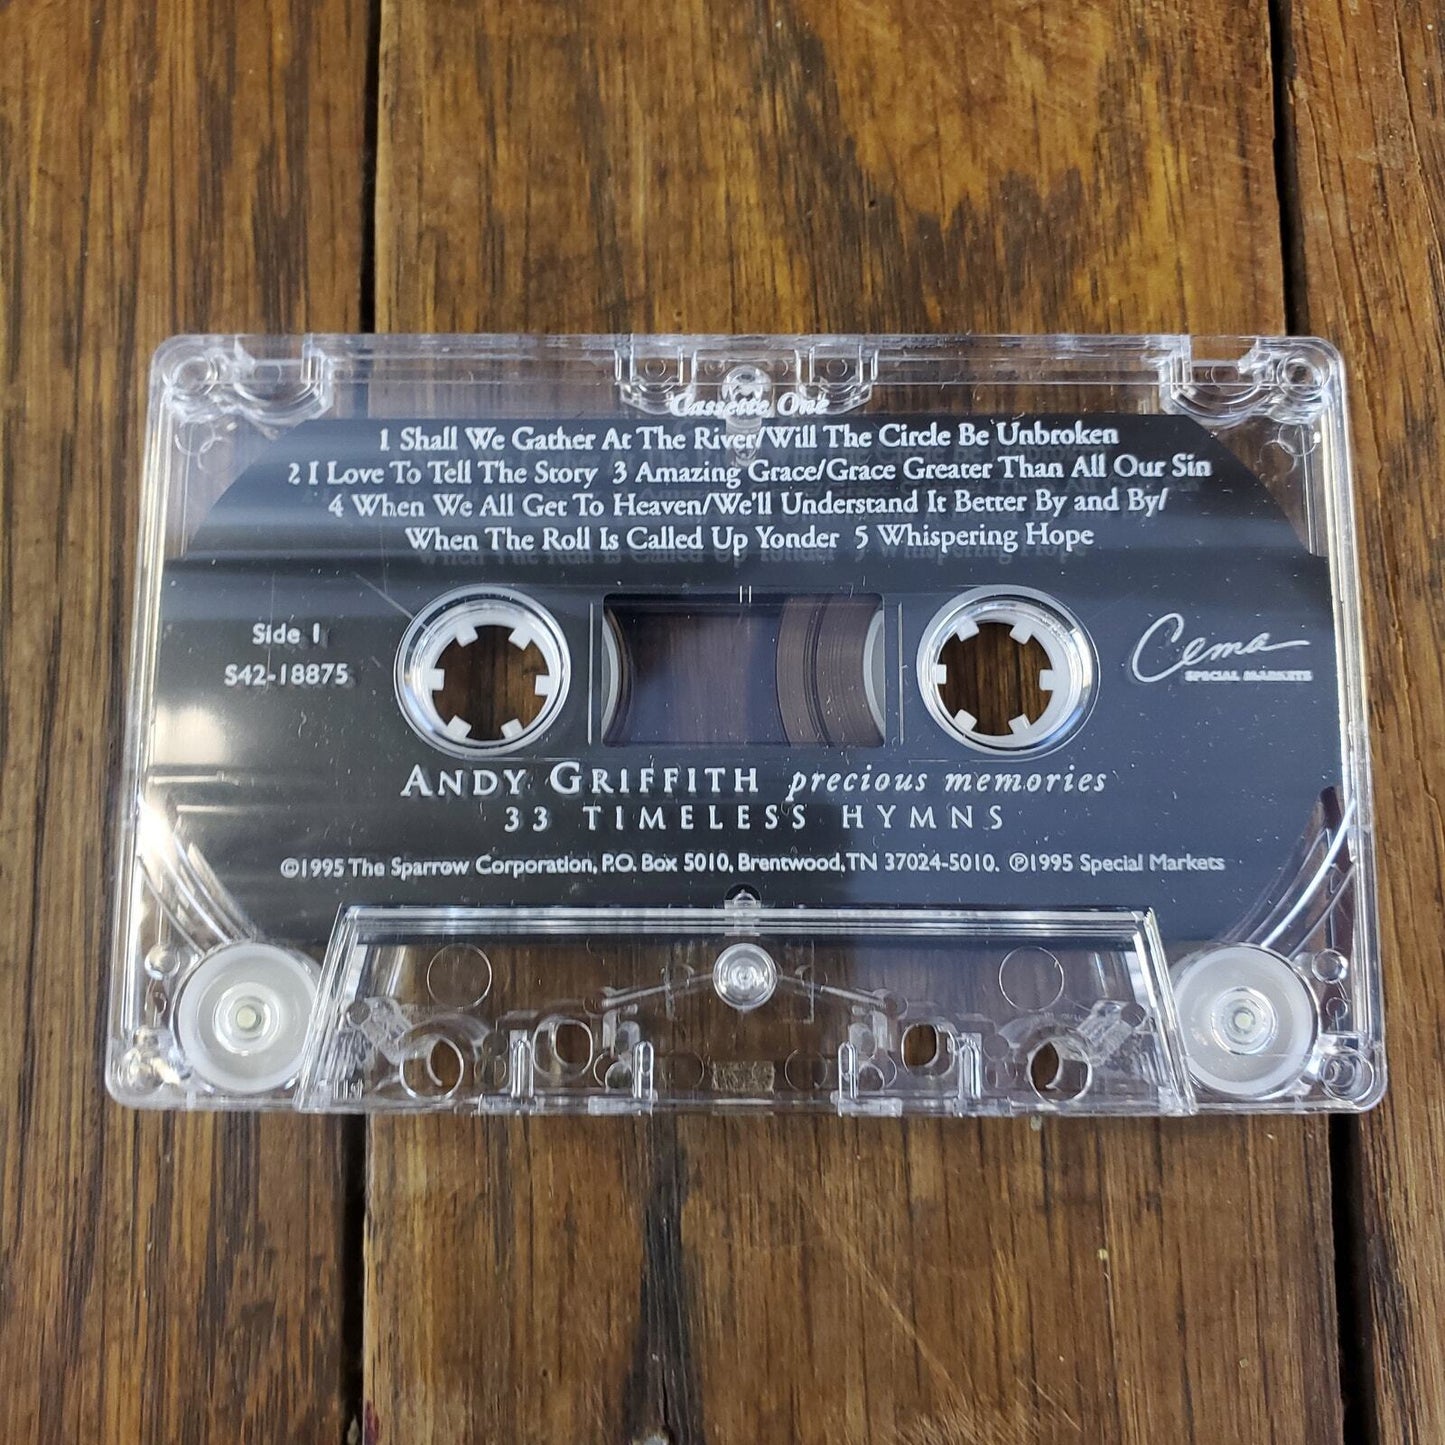 Cassette One
1 Shall We Gather At The River/Will The Circle Be Unbroken
2 I Love To Tell The Story 3 Amazing Grace/Grace Greater Than All Our Sin
4 When We All Get To Heaven/We'll Understand It Better By and By/
When The Roll Is Called Up Yonder 5 Whispering Hope
Side 1
S42-18875
Cema
SPECIAL MARKETS
ANDY GRIFFITH precious memories
33 TIMELESS HYMNS
©1995 The Sparrow Corporation, P.O. Box 5010, Brentwood, TN 37024-5010. ℗1995 Special Markets